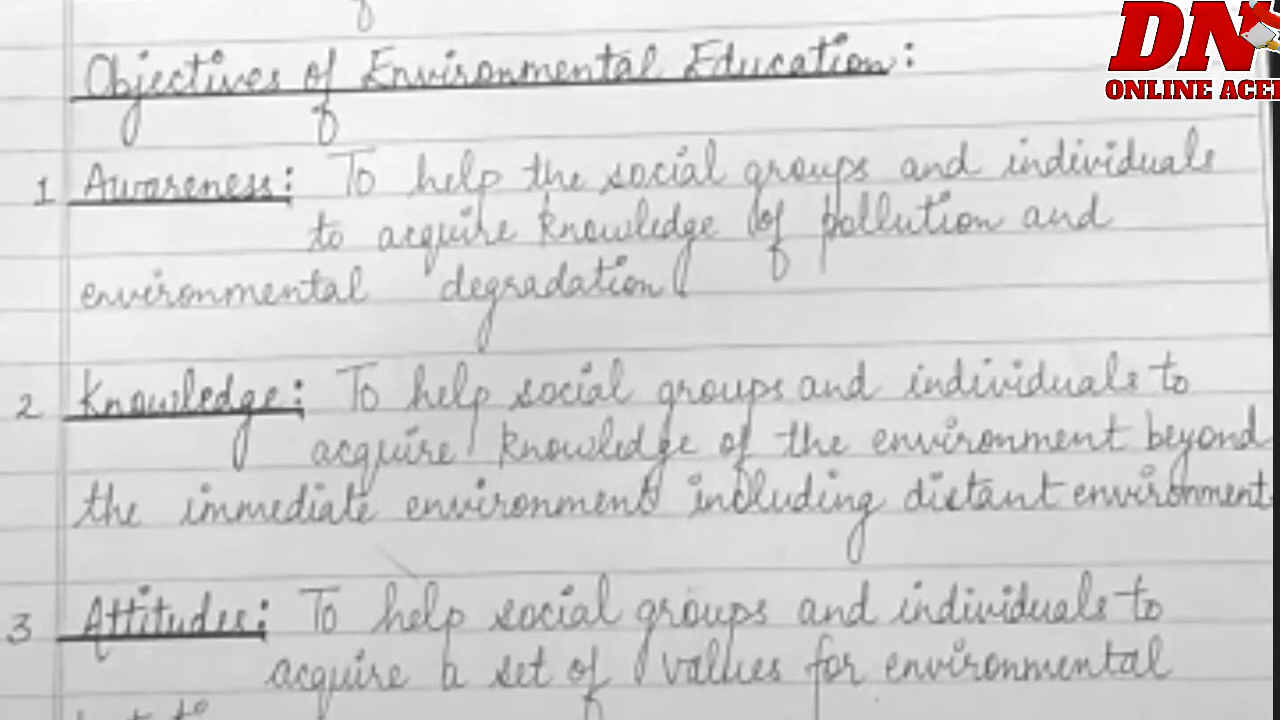 DN
ONLINE ACE
Objectives of Environmental Education:
1 Awareness: To help the social groups and individuals
to acquire knowledge of pollution and
environmental degradation.
2 Knowledge: To help social groups and individuals to
acquire knowledge of the environment beyond
the immediate environment including distant environment
3 Attitudes: To help social groups and individuals to
acquire a set of values for environmental